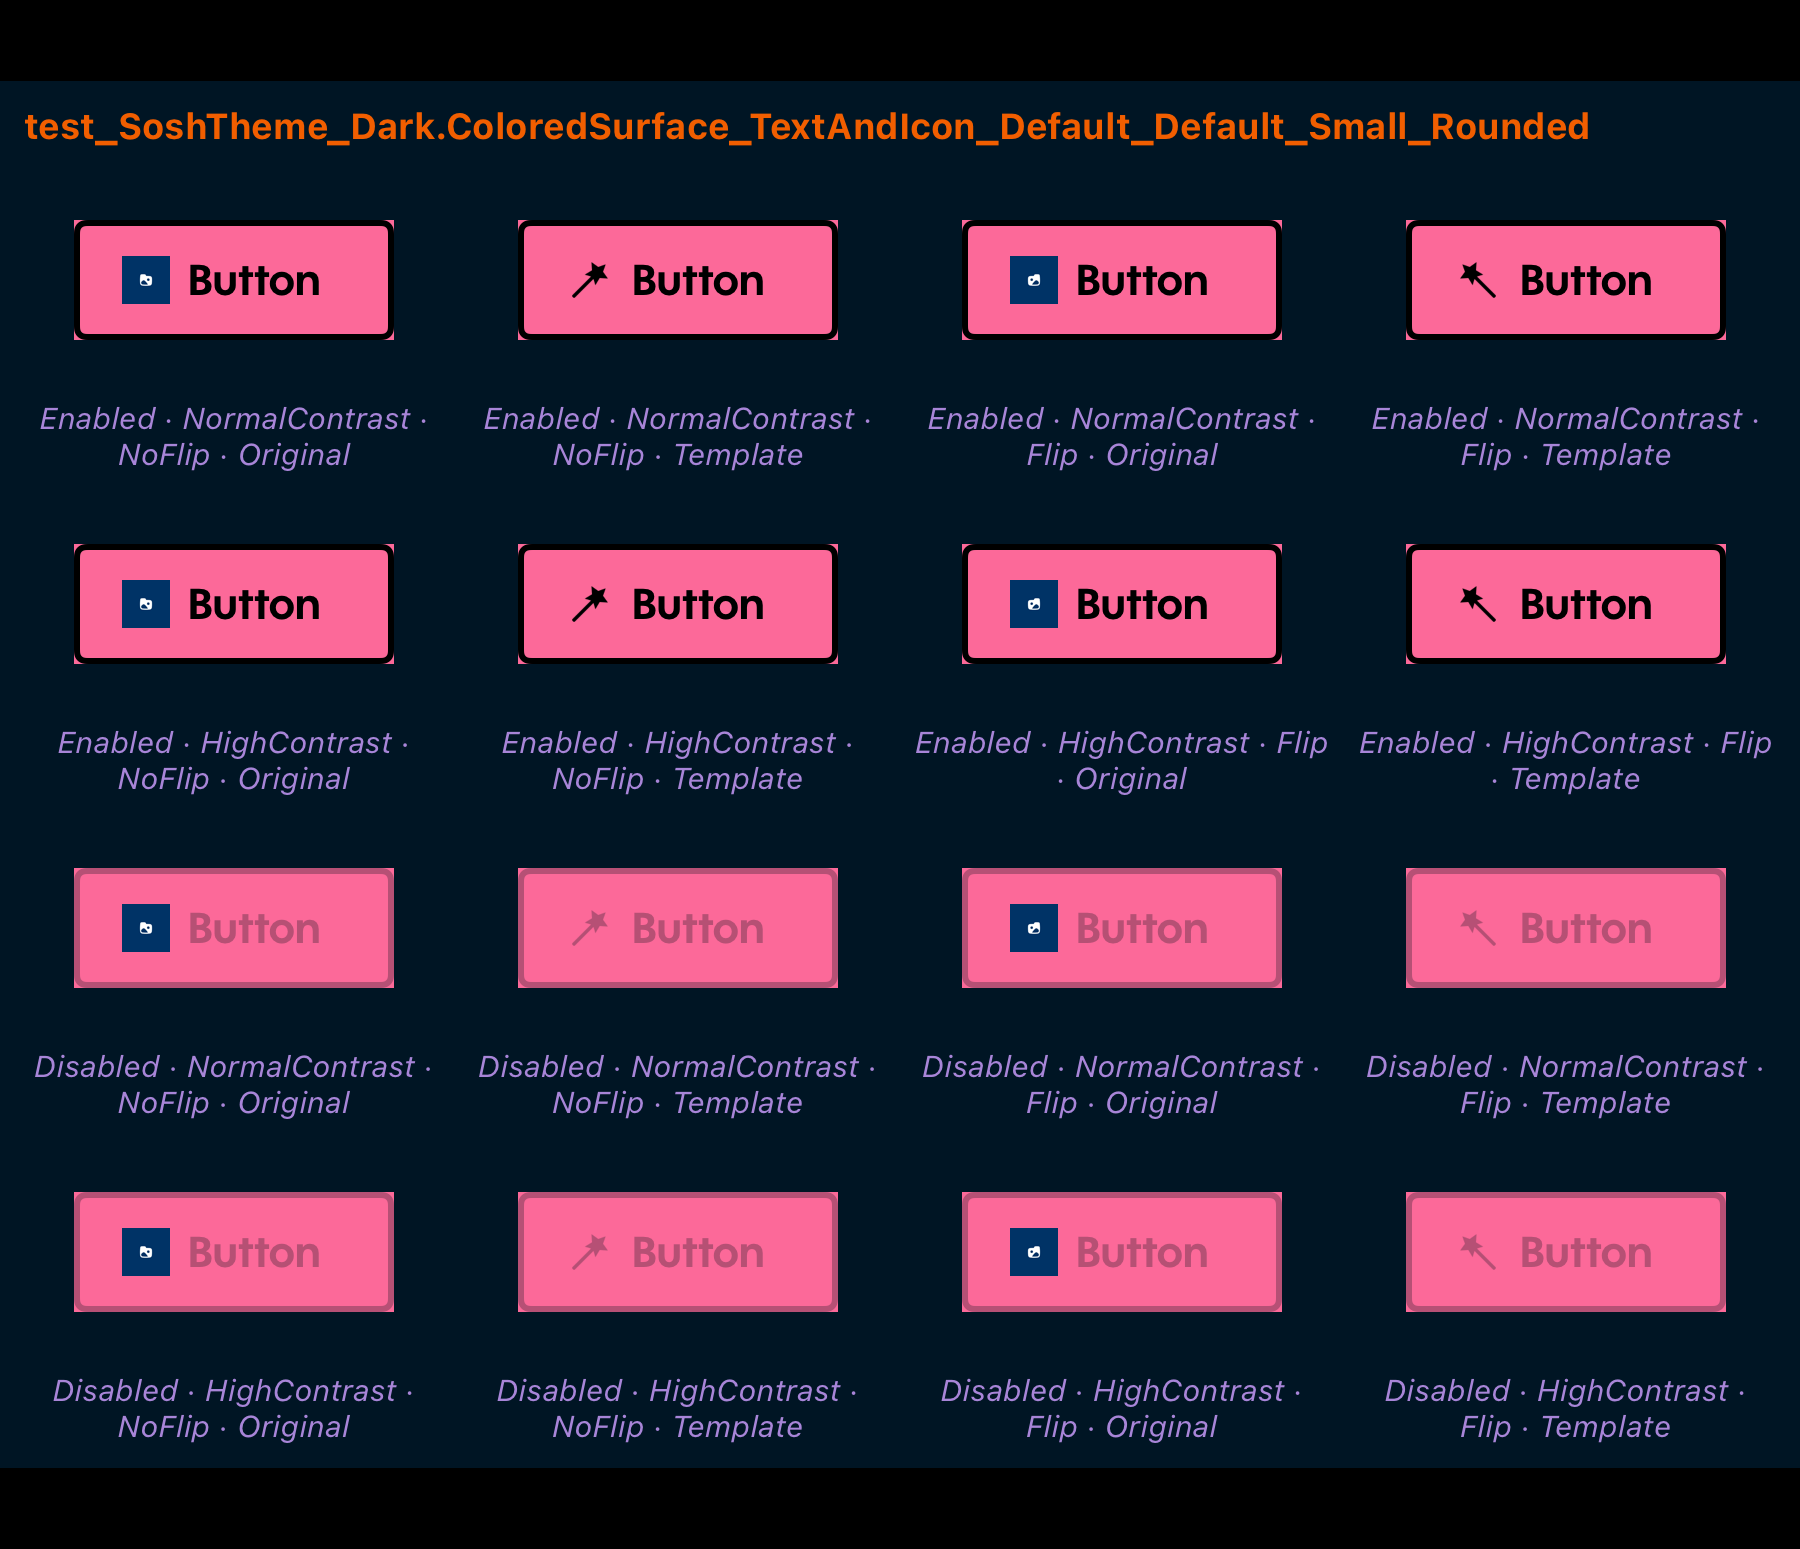 test_SoshTheme_Dark.ColoredSurface_TextAndIcon_Default_Default_Small_Rounded
Button Button Button Button
Enabled · NormalContrast · Enabled · NormalContrast · Enabled · NormalContrast · Enabled · NormalContrast ·
NoFlip · Original NoFlip · Template Flip · Original Flip · Template
Button Button Button Button
Enabled · HighContrast · Enabled · HighContrast · Enabled · HighContrast · Flip Enabled · HighContrast · Flip
NoFlip · Original NoFlip · Template · Original · Template
Button Button Button Button
Disabled · NormalContrast · Disabled · NormalContrast · Disabled · NormalContrast · Disabled · NormalContrast ·
NoFlip · Original NoFlip · Template Flip · Original Flip · Template
Button Button Button Button
Disabled · HighContrast · Disabled · HighContrast · Disabled · HighContrast · Disabled · HighContrast ·
NoFlip · Original NoFlip · Template Flip · Original Flip · Template